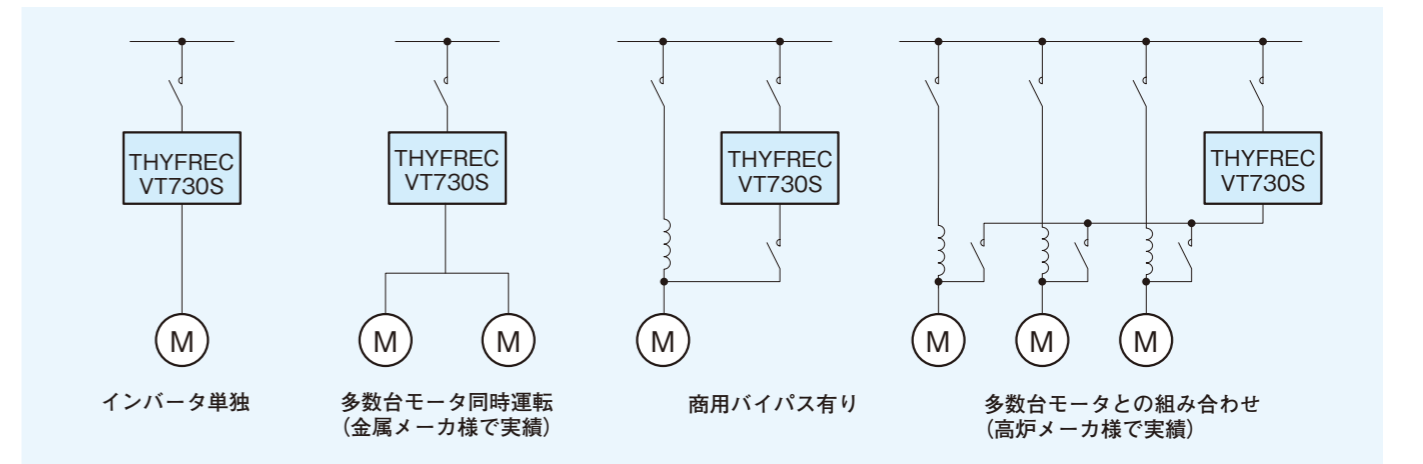 THYFREC
VT730S
M
インバータ単独
THYFREC
VT730S
M
M
多数台モータ同時運転
(金属メーカ様で実績)
THYFREC
VT730S
M
商用バイパス有り
THYFREC
VT730S
M
M
M
多数台モータとの組み合わせ
(高炉メーカ様で実績)